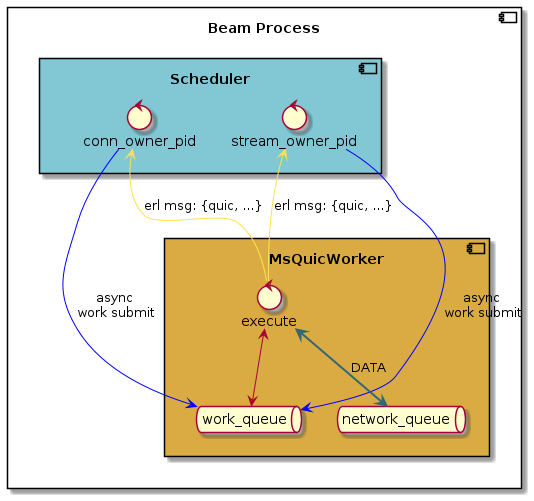 Beam Process
Scheduler
conn_owner_pid
stream_owner_pid
erl msg: {quic, ...}
erl msg: {quic, ...}
MsQuicWorker
async
work submit
execute
async
work submit
DATA
work_queue
network_queue